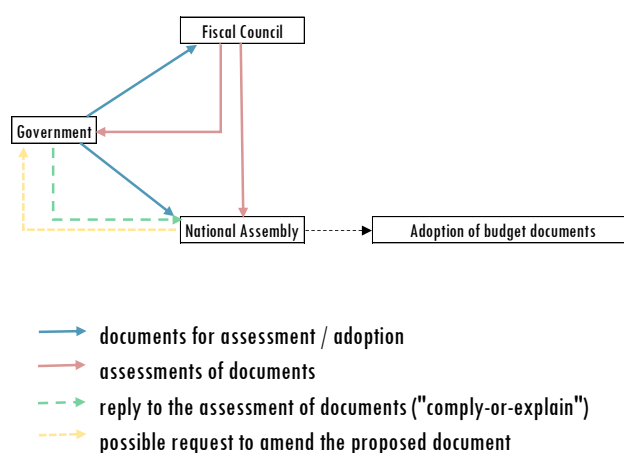 Fiscal Council
Government
National Assembly
Adoption of budget documents
documents for assessment / adoption
assessments of documents
reply to the assessment of documents ("comply-or-explain")
possible request to amend the proposed document